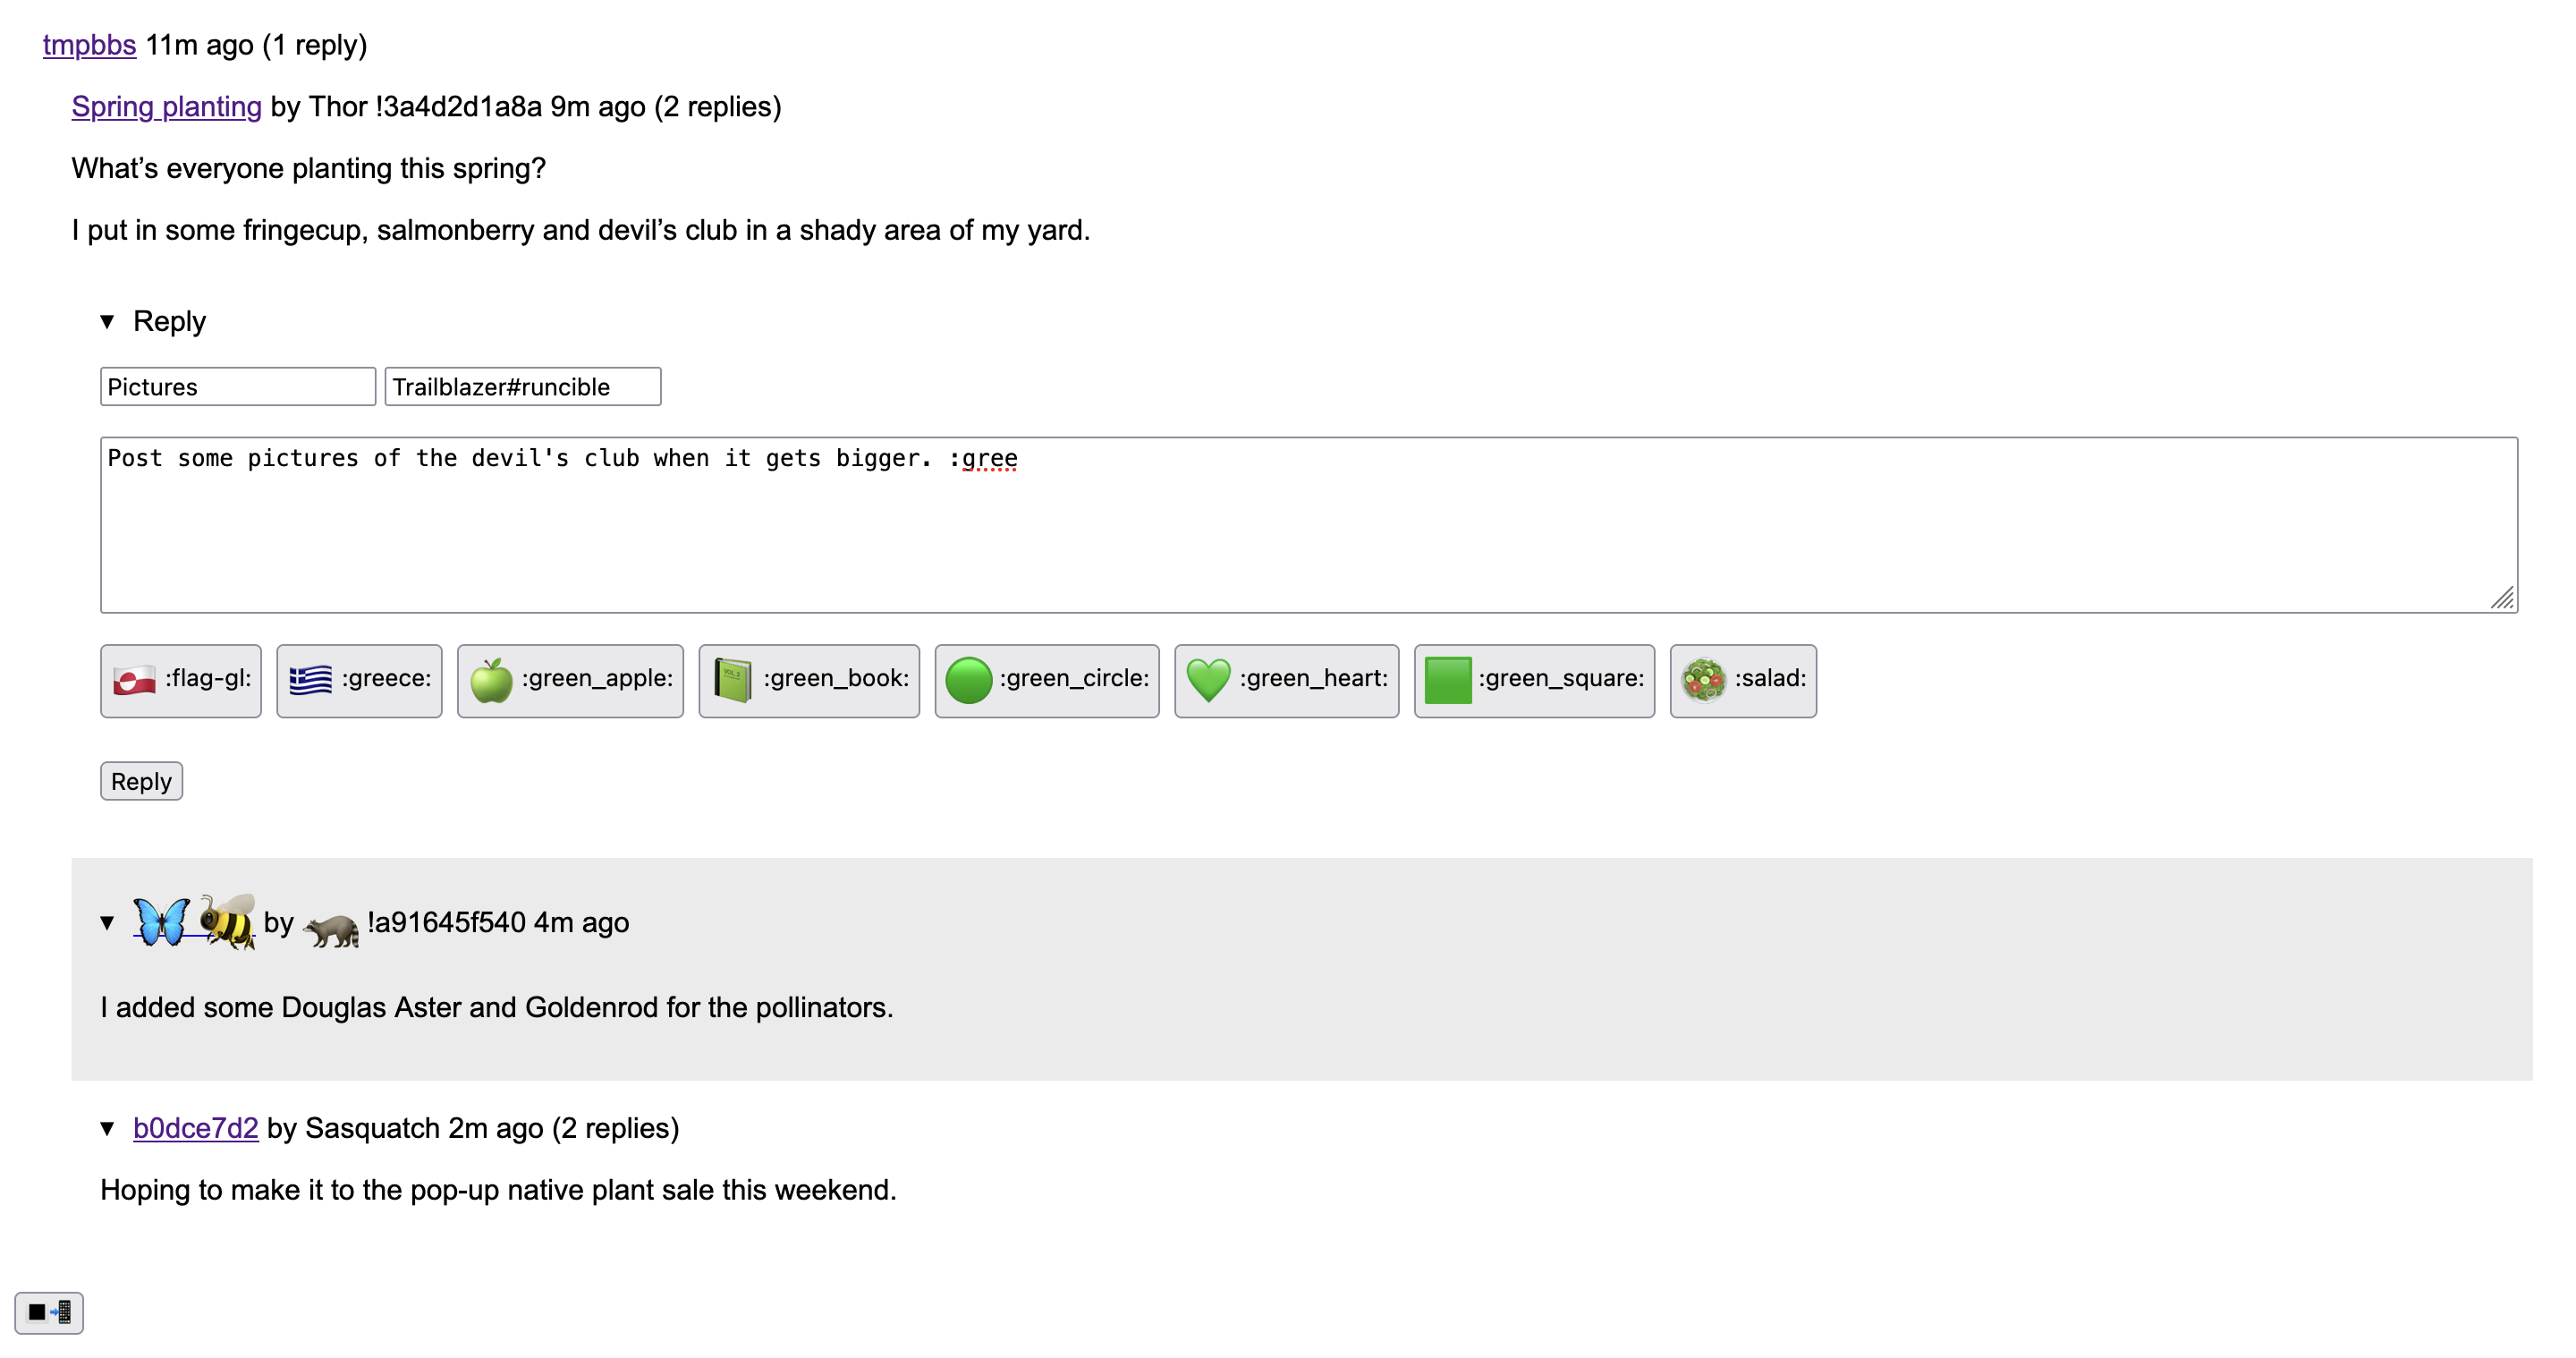 tmpbbs 11m ago (1 reply)
Spring planting by Thor !3a4d2d1a8a 9m ago (2 replies)
What’s everyone planting this spring?
I put in some fringecup, salmonberry and devil’s club in a shady area of my yard.
▼ Reply
Pictures Trailblazer#runcible
Post some pictures of the devil's club when it gets bigger. :gree
🇬🇱 :flag-gl: 🇬🇷 :greece: 🍏 :green_apple: 📗 :green_book: 🟢 :green_circle: 💚 :green_heart: 🟩 :green_square: 🥗 :salad:
Reply
▼ 🦋🐝 by 🦝 !a91645f540 4m ago
I added some Douglas Aster and Goldenrod for the pollinators.
▼ b0dce7d2 by Sasquatch 2m ago (2 replies)
Hoping to make it to the pop-up native plant sale this weekend.